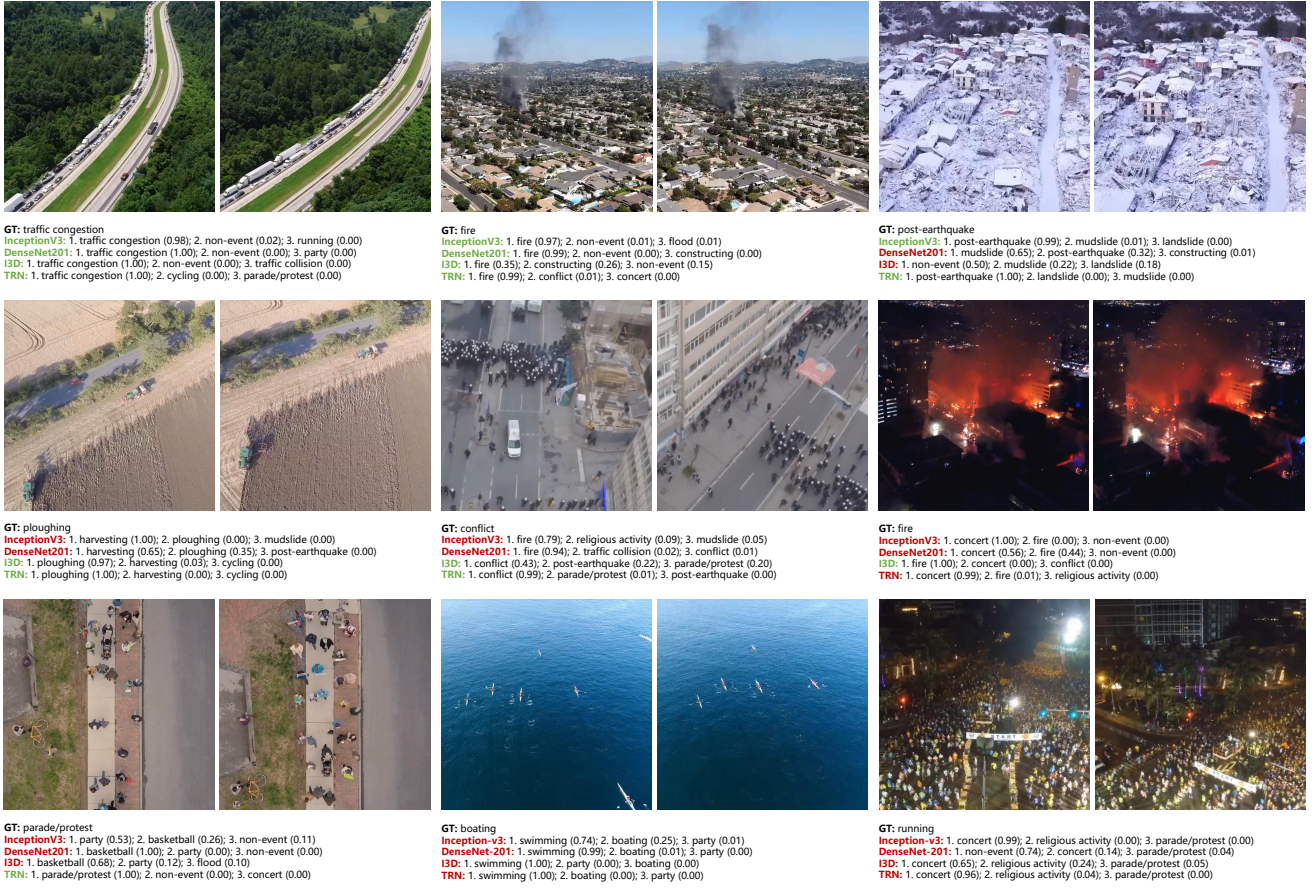 GT: traffic congestion
InceptionV3: 1. traffic congestion (0.98); 2. non-event (0.02); 3. running (0.00)
DenseNet201: 1. traffic congestion (1.00); 2. non-event (0.00); 3. party (0.00)
I3D: 1. traffic congestion (1.00); 2. non-event (0.00); 3. traffic collision (0.00)
TRN: 1. traffic congestion (1.00); 2. cycling (0.00); 3. parade/protest (0.00)
GT: fire
InceptionV3: 1. fire (0.97); 2. non-event (0.01); 3. flood (0.01)
DenseNet201: 1. fire (0.99); 2. non-event (0.00); 3. constructing (0.00)
I3D: 1. fire (0.35); 2. constructing (0.26); 3. non-event (0.15)
TRN: 1. fire (0.99); 2. conflict (0.01); 3. concert (0.00)
GT: post-earthquake
InceptionV3: 1. post-earthquake (0.99); 2. mudslide (0.01); 3. landslide (0.00)
DenseNet201: 1. mudslide (0.65); 2. post-earthquake (0.32); 3. constructing (0.01)
I3D: 1. non-event (0.50); 2. mudslide (0.22); 3. landslide (0.18)
TRN: 1. post-earthquake (1.00); 2. landslide (0.00); 3. mudslide (0.00)
GT: ploughing
InceptionV3: 1. harvesting (1.00); 2. ploughing (0.00); 3. mudslide (0.00)
DenseNet201: 1. harvesting (0.65); 2. ploughing (0.35); 3. post-earthquake (0.00)
I3D: 1. ploughing (0.97); 2. harvesting (0.03); 3. cycling (0.00)
TRN: 1. ploughing (1.00); 2. harvesting (0.00); 3. cycling (0.00)
GT: conflict
InceptionV3: 1. fire (0.79); 2. religious activity (0.09); 3. mudslide (0.05)
DenseNet201: 1. fire (0.94); 2. traffic collision (0.02); 3. conflict (0.01)
I3D: 1. conflict (0.43); 2. post-earthquake (0.22); 3. parade/protest (0.20)
TRN: 1. conflict (0.99); 2. parade/protest (0.01); 3. post-earthquake (0.00)
GT: fire
InceptionV3: 1. concert (1.00); 2. fire (0.00); 3. non-event (0.00)
DenseNet201: 1. concert (0.56); 2. fire (0.44); 3. non-event (0.00)
I3D: 1. fire (1.00); 2. concert (0.00); 3. conflict (0.00)
TRN: 1. concert (0.99); 2. fire (0.01); 3. religious activity (0.00)
START
GT: parade/protest
InceptionV3: 1. party (0.53); 2. basketball (0.26); 3. non-event (0.11)
DenseNet201: 1. basketball (1.00); 2. party (0.00); 3. non-event (0.00)
I3D: 1. basketball (0.68); 2. party (0.12); 3. flood (0.10)
TRN: 1. parade/protest (1.00); 2. non-event (0.00); 3. concert (0.00)
GT: boating
Inception-v3: 1. swimming (0.74); 2. boating (0.25); 3. party (0.01)
DenseNet-201: 1. swimming (0.99); 2. boating (0.01); 3. party (0.00)
I3D: 1. swimming (1.00); 2. party (0.00); 3. boating (0.00)
TRN: 1. swimming (1.00); 2. boating (0.00); 3. party (0.00)
GT: running
Inception-v3: 1. concert (0.99); 2. religious activity (0.00); 3. parade/protest (0.00)
DenseNet-201: 1. non-event (0.74); 2. concert (0.14); 3. parade/protest (0.04)
I3D: 1. concert (0.65); 2. religious activity (0.24); 3. parade/protest (0.05)
TRN: 1. concert (0.96); 2. religious activity (0.04); 3. parade/protest (0.00)